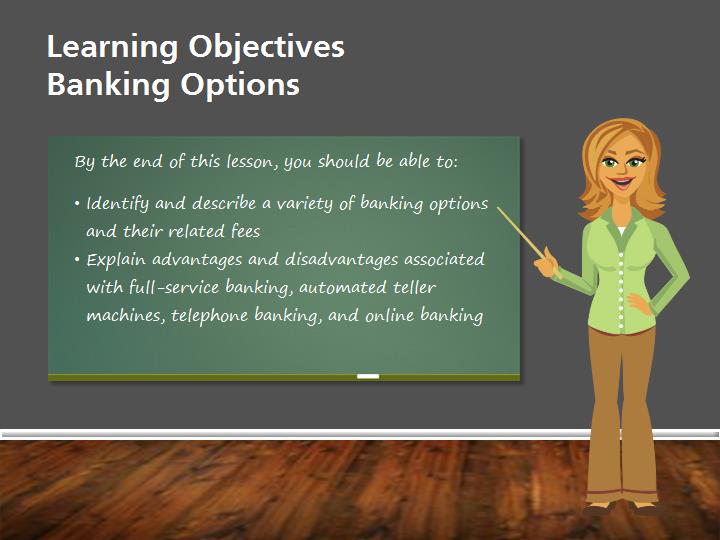 Learning Objectives
Banking Options
By the end of this lesson, you should be able to:
• Identify and describe a variety of banking options
and their related fees
• Explain advantages and disadvantages associated
with full-service banking, automated teller
machines, telephone banking, and online banking